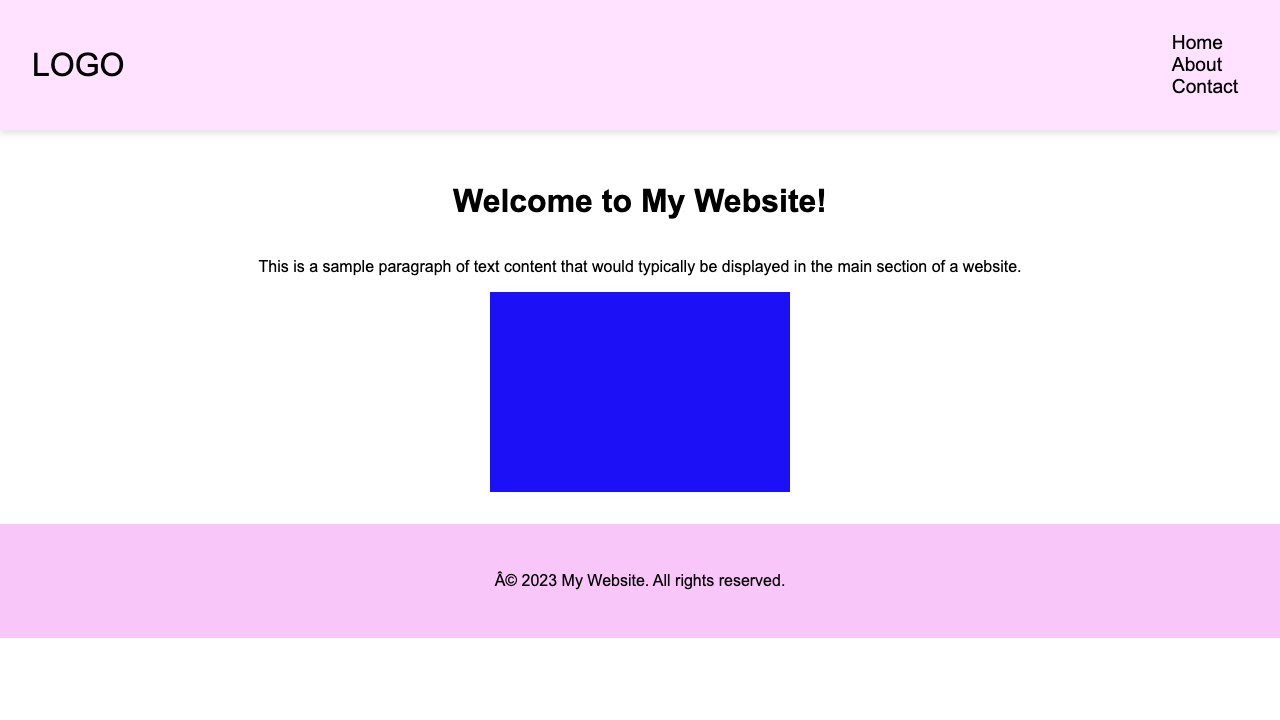 LOGO
Home
About
Contact
Welcome to My Website!
This is a sample paragraph of text content that would typically be displayed in the main section of a website.
Â© 2023 My Website. All rights reserved.